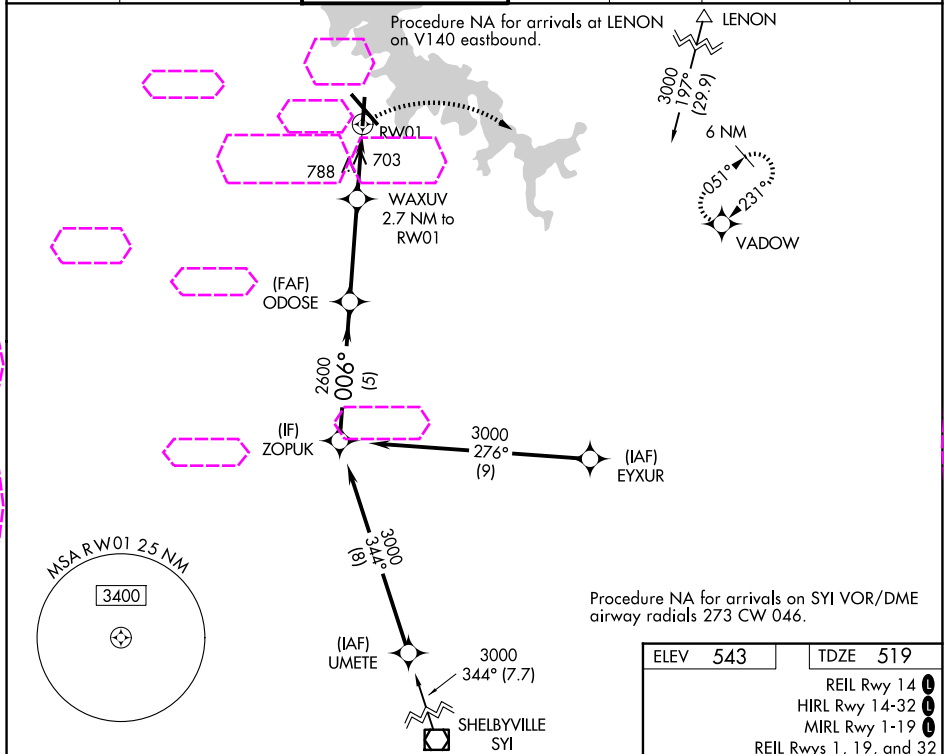 Procedure NA for arrivals at LENON
on V140 eastbound.
LENON
3000
197°
(29.9)
6 NM
051°
231°
VADOW
RW01
788
703
WAXUV
2.7 NM to
RW01
(FAF)
ODOSE
2600
006°
(5)
(IF)
ZOPUK
3000
276°
(9)
(IAF)
EYXUR
3000
344°
(8)
MSA RW01 25 NM
3400
(IAF)
UMETE
3000
344° (7.7)
SHELBYVILLE
SYI
Procedure NA for arrivals on SYI VOR/DME
airway radials 273 CW 046.
ELEV 543
TDZE 519
REIL Rwy 14 L
HIRL Rwy 14-32 L
MIRL Rwy 1-19 L
REIL Rwys 1, 19, and 32